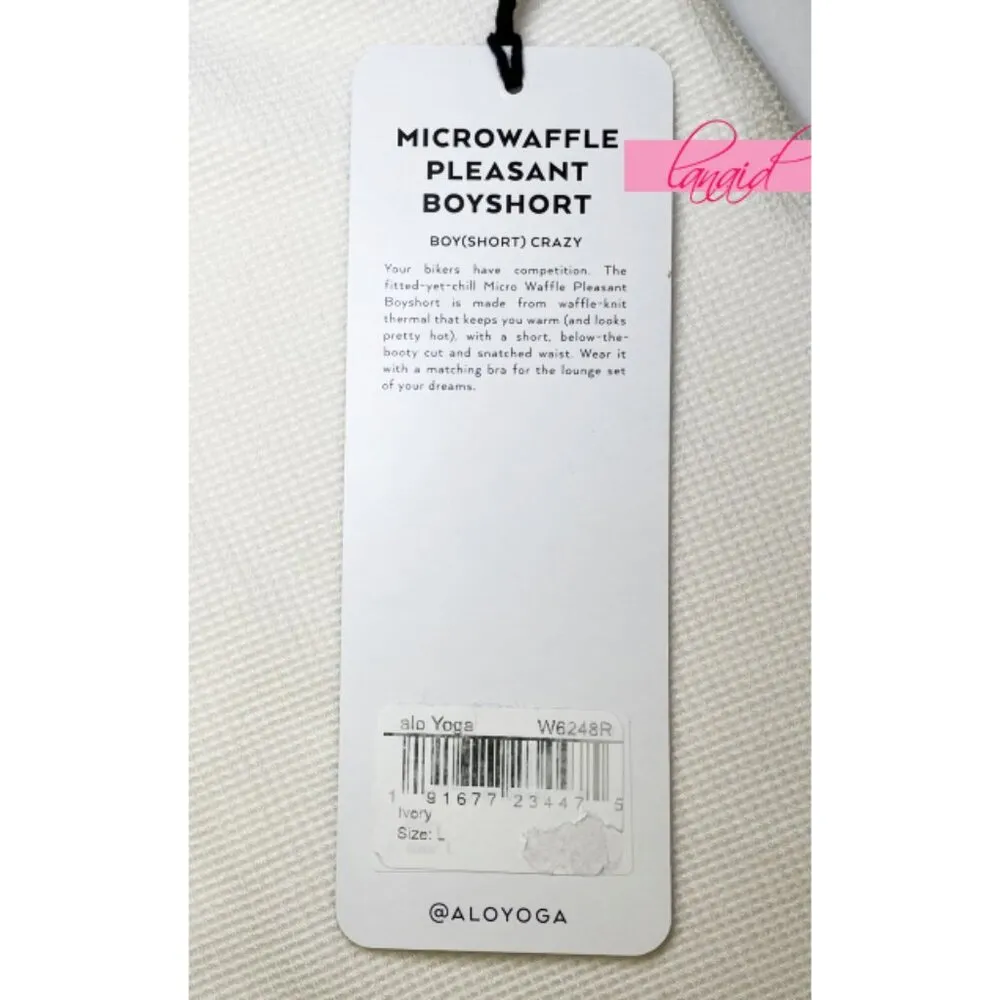 MICROWAFFLE
PLEASANT
BOYSHORT
lanaid
BOY(SHORT) CRAZY
Your bikers have competition. The
fitted-yet-chill Micro Waffle Pleasant
Boyshort is made from waffle-knit
thermal that keeps you warm (and looks
pretty hot), with a short, below-the-
booty cut and snatched waist. Wear it
with a matching bra for the lounge set
of your dreams.
alo Yoga W6248R
1 91677 23447 5
Ivory
Size: L
@ALOYOGA